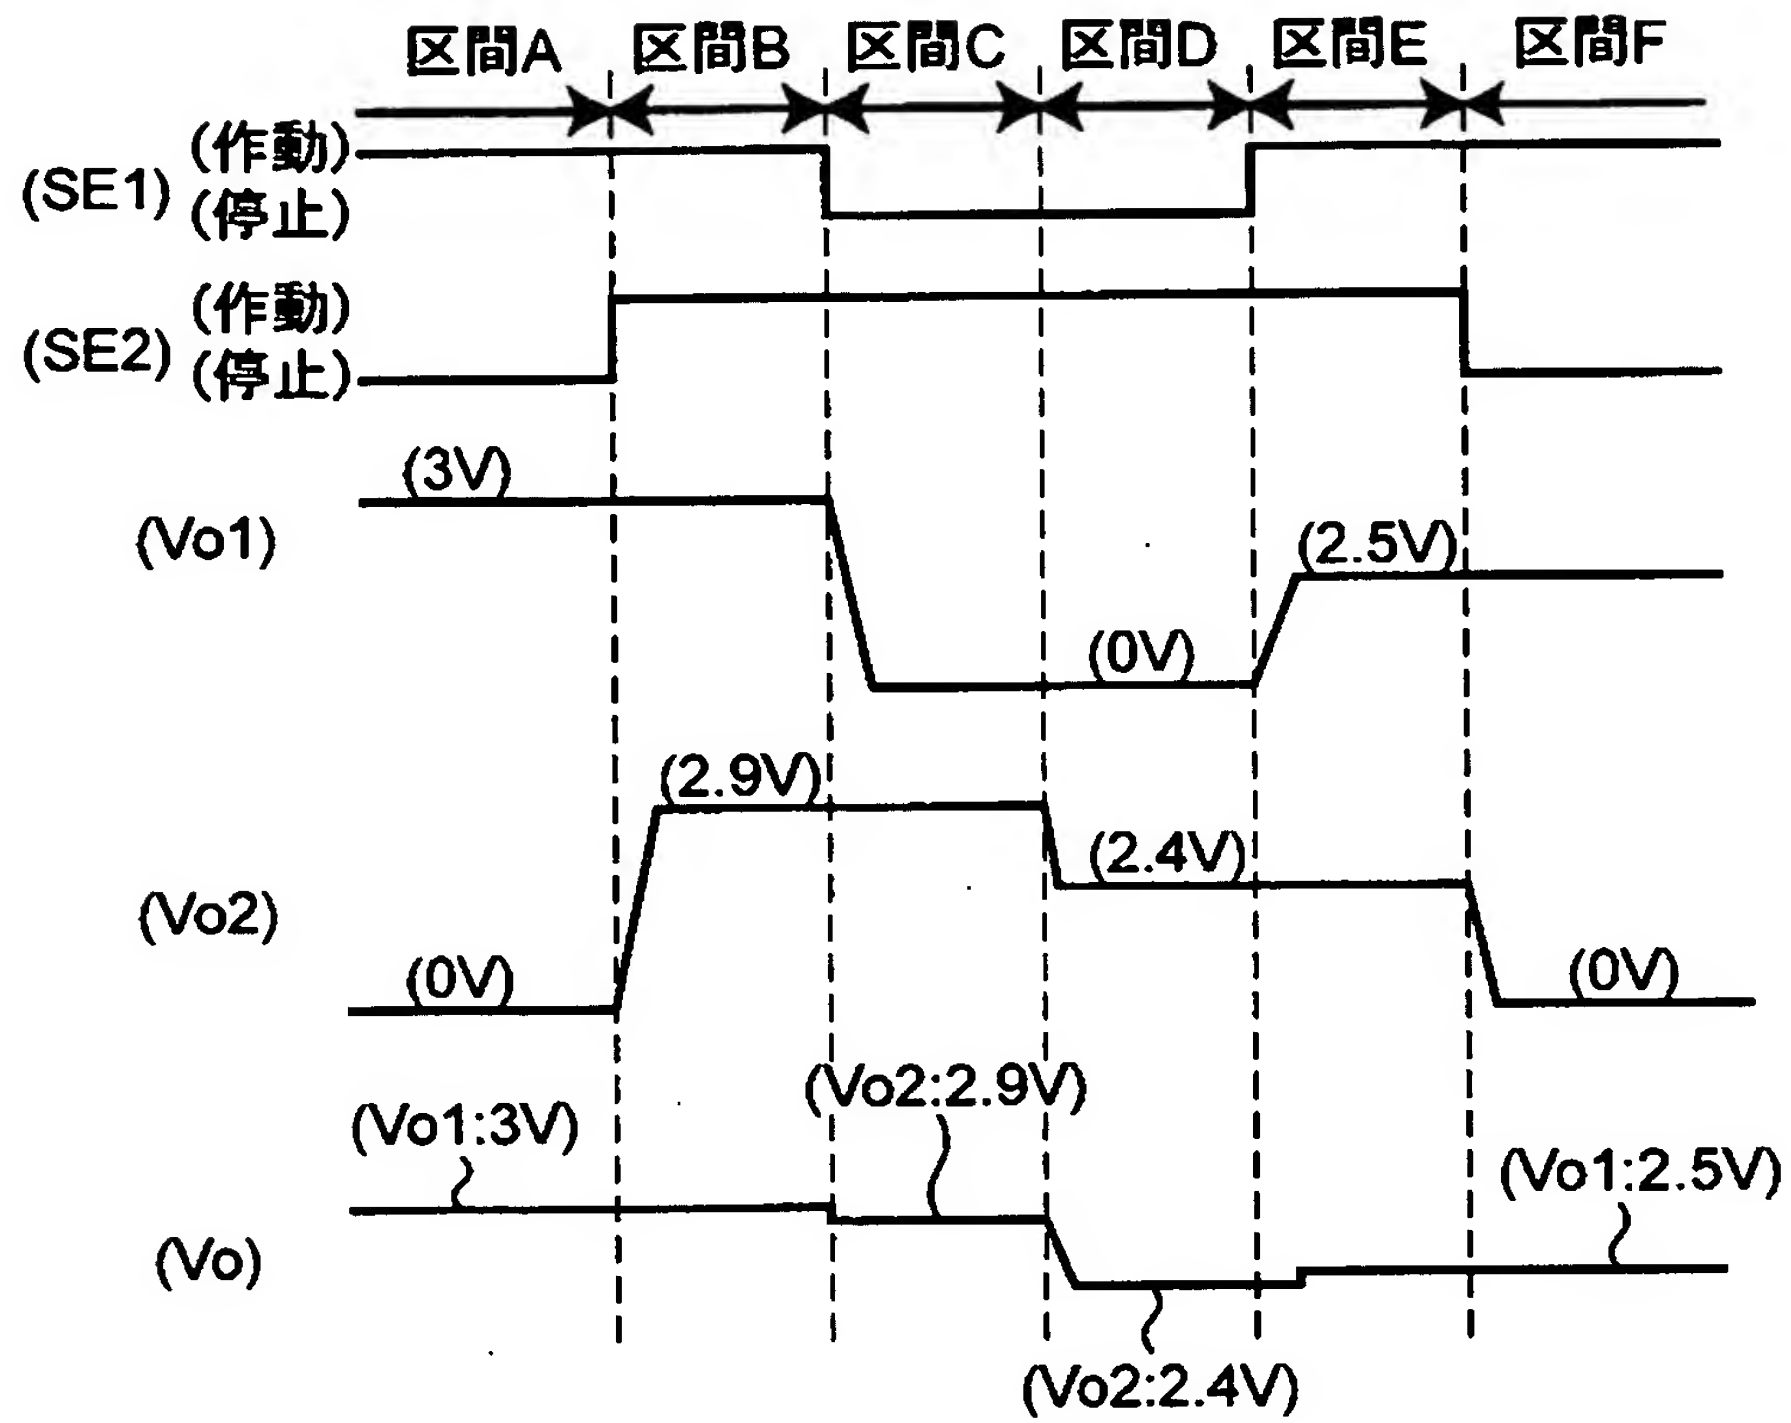 区間A 区間B 区間C 区間D 区間E 区間F
(作動)
(SE1)
(停止)
(作動)
(SE2)
(停止)
(3V)
(Vo1)
(2.5V)
(0V)
(2.9V)
(2.4V)
(Vo2)
(0V)
(0V)
(Vo2:2.9V)
(Vo1:3V)
(Vo1:2.5V)
(Vo)
(Vo2:2.4V)